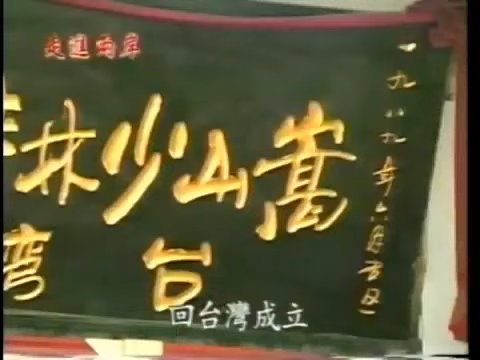 走進兩岸
一九八九年六月吉日
嵩山少林
台湾
回台灣成立